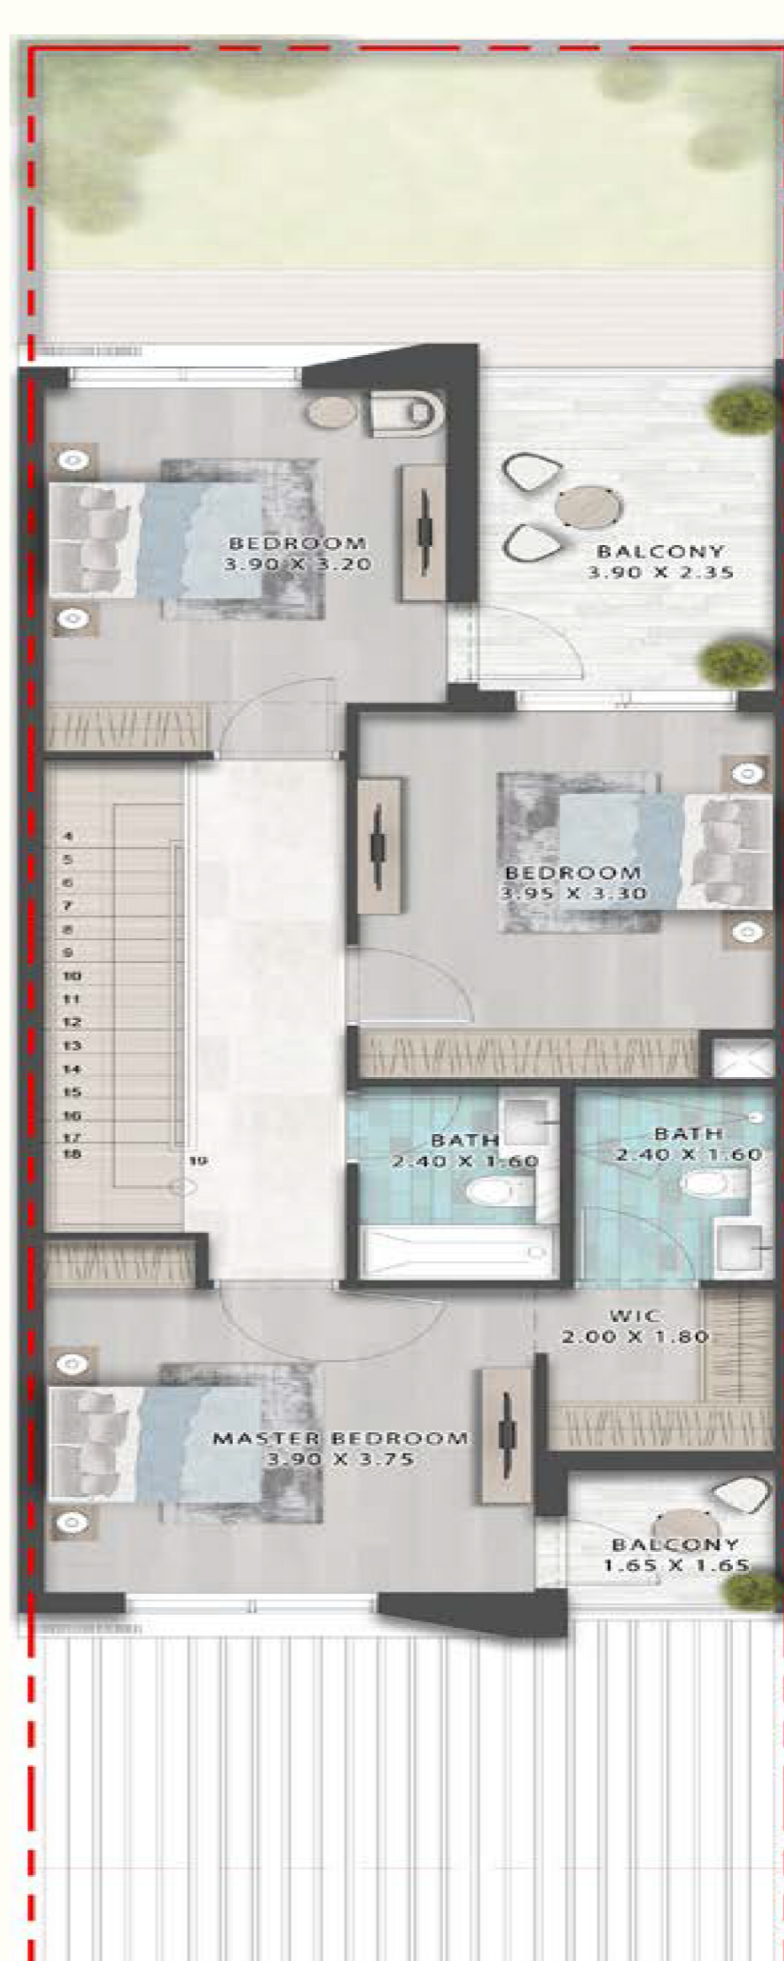 BEDROOM
3.90 X 3.20
BALCONY
3.90 X 2.35
BEDROOM
3.95 X 3.30
4
5
6
7
8
9
10
11
12
13
14
15
16
17
18
19
BATH
2.40 X 1.60
BATH
2.40 X 1.60
WIC
2.00 X 1.80
MASTER BEDROOM
3.90 X 3.75
BALCONY
1.65 X 1.65